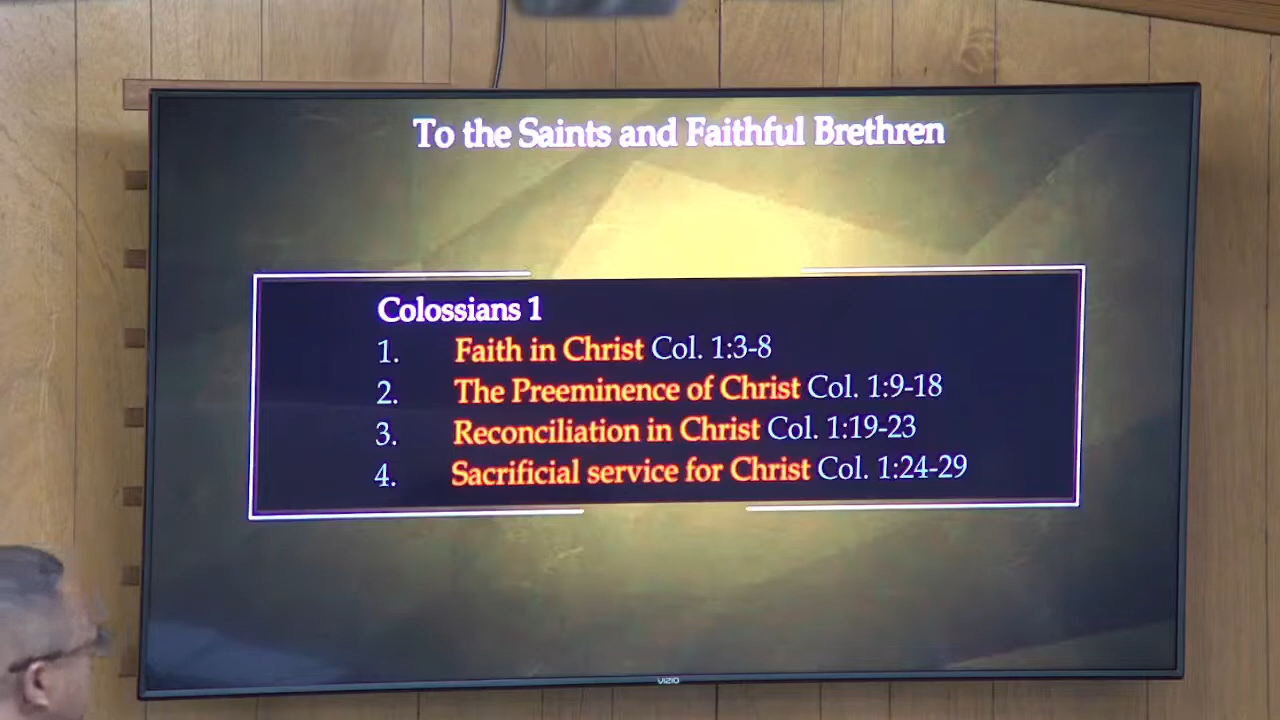 To the Saints and Faithful Brethren
Colossians 1
1. Faith in Christ Col. 1:3-8
2. The Preeminence of Christ Col. 1:9-18
3. Reconciliation in Christ Col. 1:19-23
4. Sacrificial service for Christ Col. 1:24-29
VIZIO